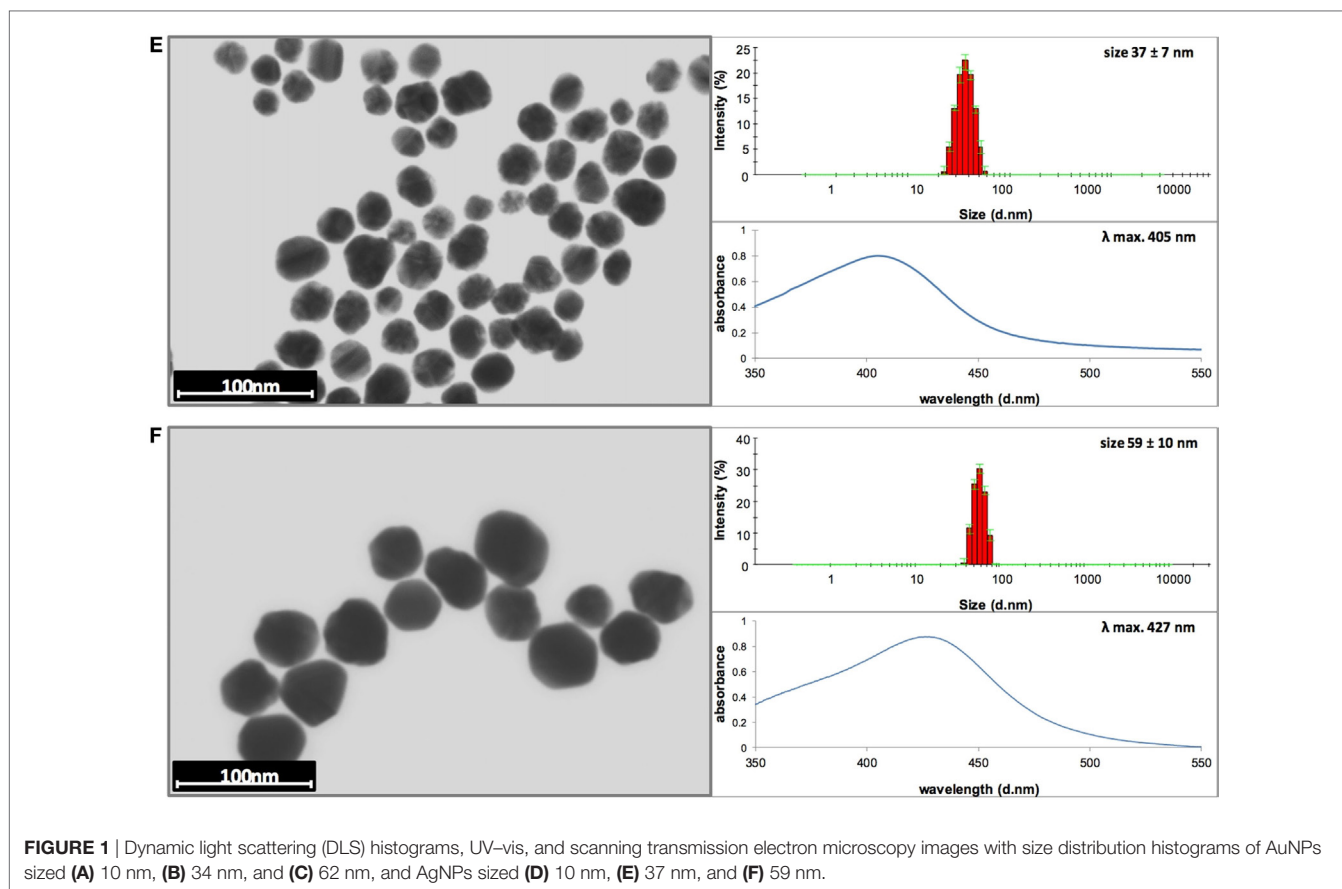 E
100nm
size 37 ± 7 nm
Intensity (%)
25
20
15
10
5
0
1 10 100 1000 10000
Size (d.nm)
λ max. 405 nm
absorbance
1
0.8
0.6
0.4
0.2
0
350 400 450 500 550
wavelength (d.nm)
F
100nm
size 59 ± 10 nm
Intensity (%)
40
30
20
10
0
1 10 100 1000 10000
Size (d.nm)
λ max. 427 nm
absorbance
1
0.8
0.6
0.4
0.2
0
350 400 450 500 550
wavelength (d.nm)
FIGURE 1 | Dynamic light scattering (DLS) histograms, UV–vis, and scanning transmission electron microscopy images with size distribution histograms of AuNPs
sized (A) 10 nm, (B) 34 nm, and (C) 62 nm, and AgNPs sized (D) 10 nm, (E) 37 nm, and (F) 59 nm.